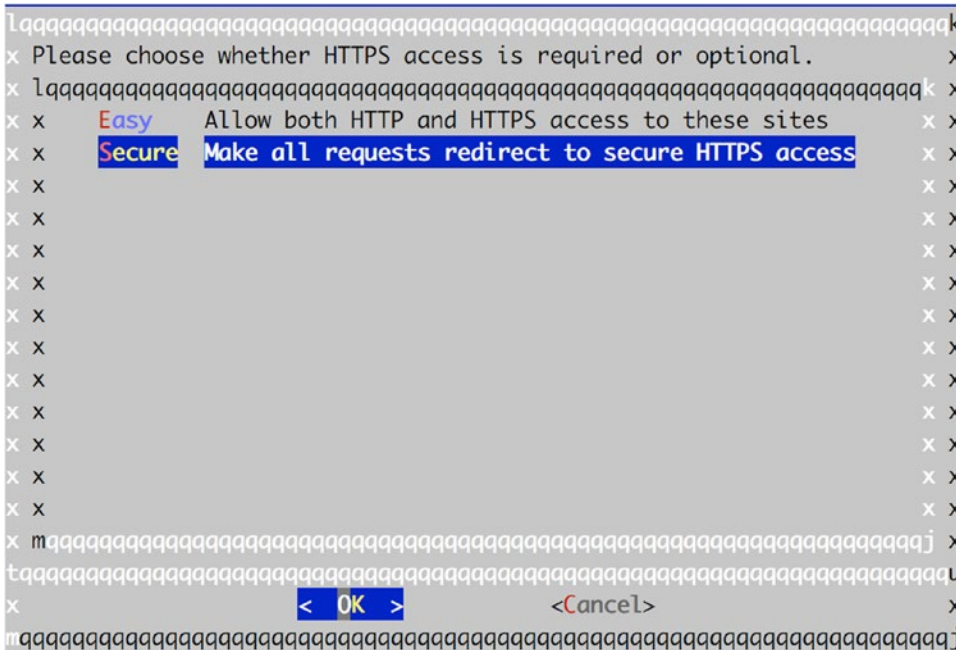 Please choose whether HTTPS access is required or optional.
Easy Allow both HTTP and HTTPS access to these sites
Secure Make all requests redirect to secure HTTPS access
< OK > <Cancel>